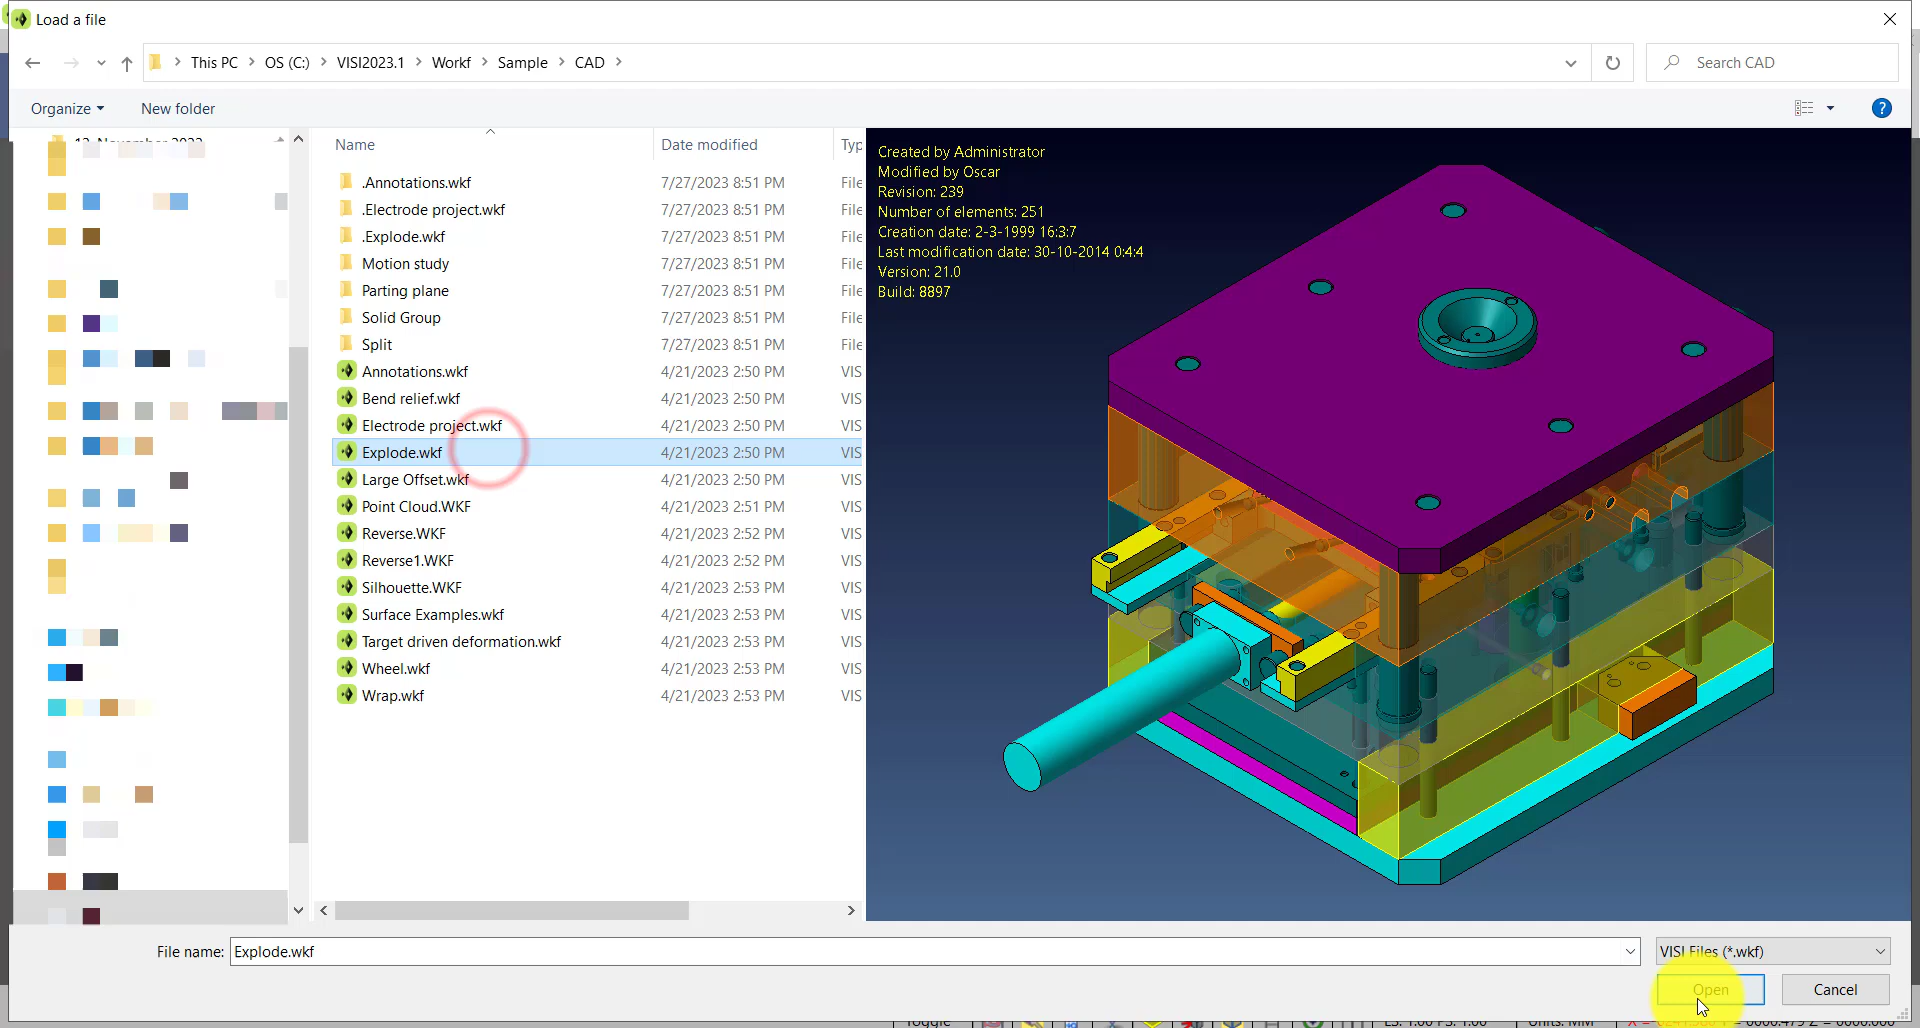 Load a file
This PC > OS (C:) > VISI2023.1 > Workf > Sample > CAD >
Search CAD
Organize
New folder
?
Name
Date modified
Typ
.Annotations.wkf 7/27/2023 8:51 PM File
.Electrode project.wkf 7/27/2023 8:51 PM File
.Explode.wkf 7/27/2023 8:51 PM File
Motion study 7/27/2023 8:51 PM File
Parting plane 7/27/2023 8:51 PM File
Solid Group 7/27/2023 8:51 PM File
Split 7/27/2023 8:51 PM File
Annotations.wkf 4/21/2023 2:50 PM VIS
Bend relief.wkf 4/21/2023 2:50 PM VIS
Electrode project.wkf 4/21/2023 2:50 PM VIS
Explode.wkf 4/21/2023 2:50 PM VIS
Large Offset.wkf 4/21/2023 2:50 PM VIS
Point Cloud.WKF 4/21/2023 2:51 PM VIS
Reverse.WKF 4/21/2023 2:52 PM VIS
Reverse1.WKF 4/21/2023 2:52 PM VIS
Silhouette.WKF 4/21/2023 2:53 PM VIS
Surface Examples.wkf 4/21/2023 2:53 PM VIS
Target driven deformation.wkf 4/21/2023 2:53 PM VIS
Wheel.wkf 4/21/2023 2:53 PM VIS
Wrap.wkf 4/21/2023 2:53 PM VIS
Created by Administrator
Modified by Oscar
Revision: 239
Number of elements: 251
Creation date: 2-3-1999 16:3:7
Last modification date: 30-10-2014 0:4:4
Version: 21.0
Build: 8897
File name: Explode.wkf
VISI Files (*.wkf)
Open
Cancel
Toggle
LS: 1.00 PS: 1.00
Units: MM